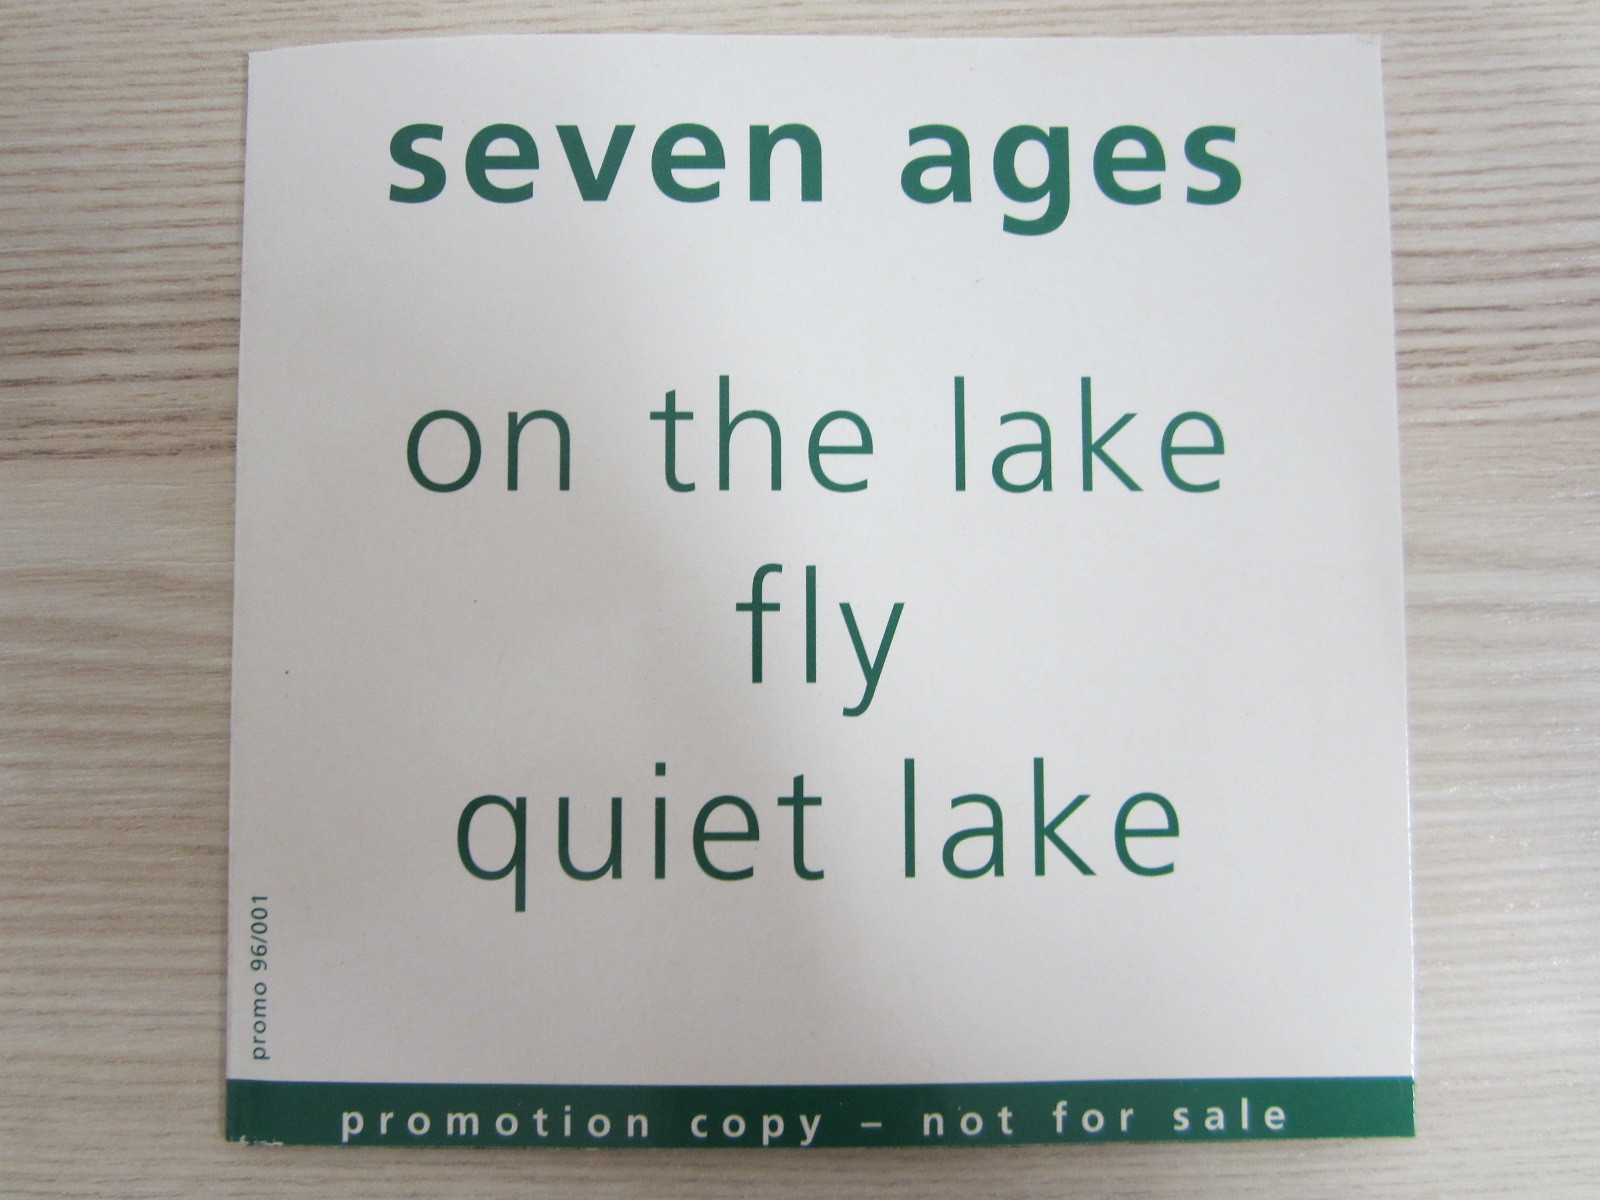 seven ages
on the lake
fly
quiet lake
promo 96/001
promotion copy – not for sale